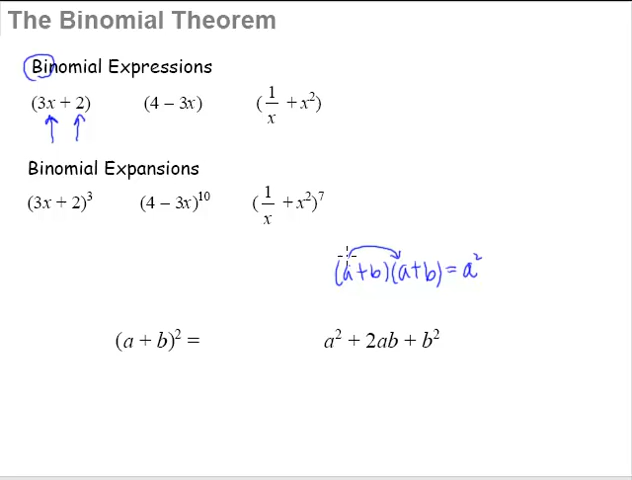 The Binomial Theorem
Binomial Expressions
(3x + 2) (4 – 3x) (1/x + x²)
Binomial Expansions
(3x + 2)³ (4 – 3x)¹⁰ (1/x + x²)⁷
(a+b)(a+b) = a²
(a + b)² = a² + 2ab + b²